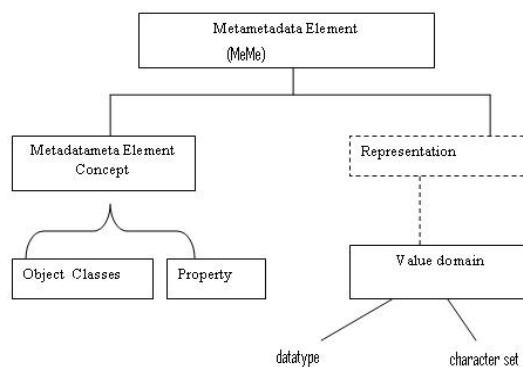 Metametadata Element
(MeMe)
Metadatameta Element
Concept
Representation
Object Classes
Property
Value domain
datatype
character set